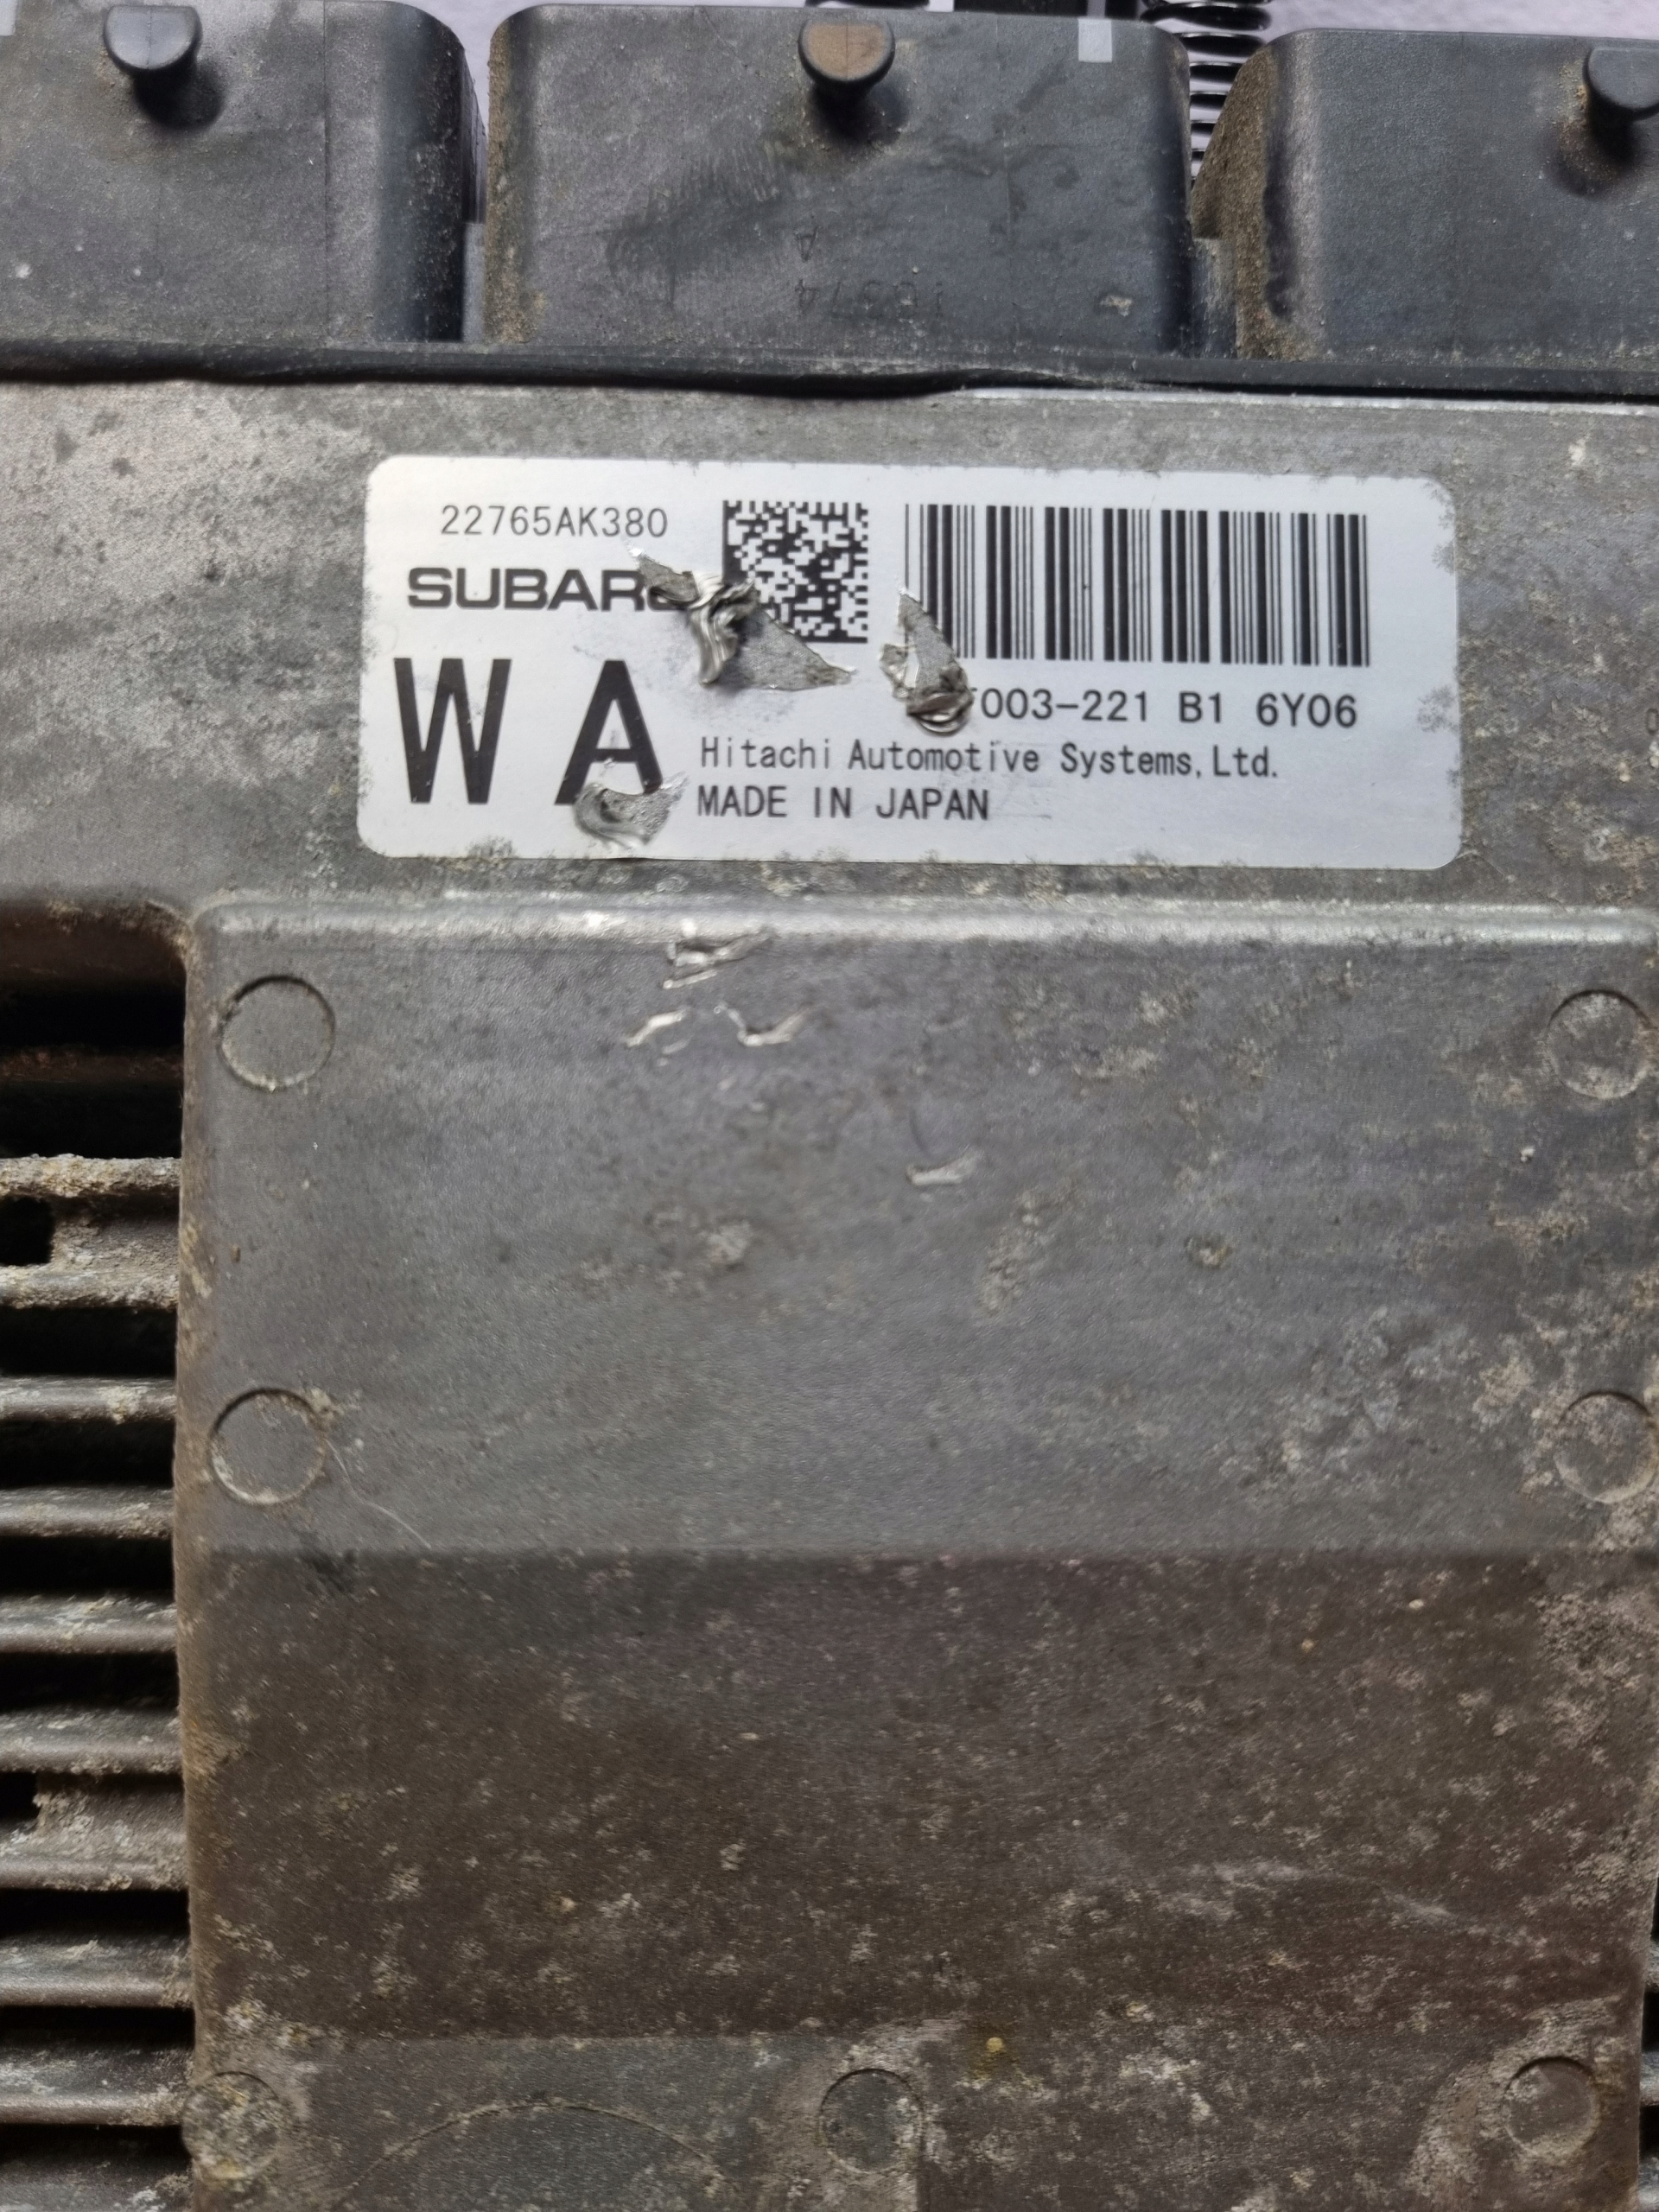 22765AK380
SUBARU
WA
003-221 B1 6Y06
Hitachi Automotive Systems,Ltd.
MADE IN JAPAN